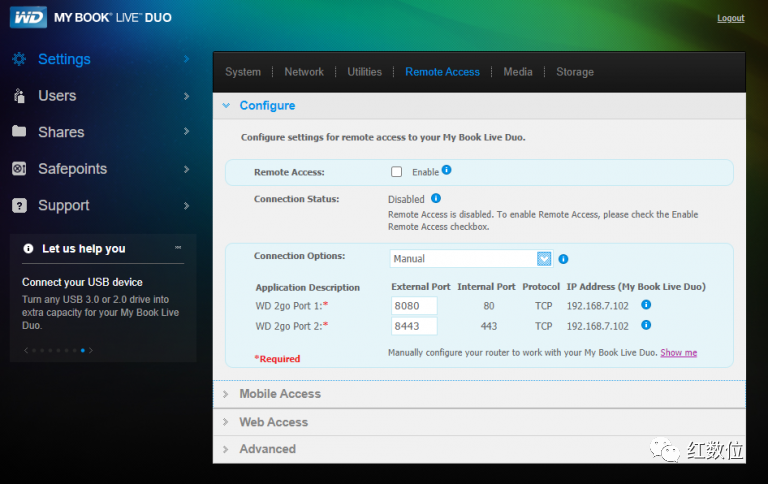 WD MY BOOK™ LIVE™ DUO
Logout
Settings
Users
Shares
Safepoints
Support
Let us help you
Connect your USB device
Turn any USB 3.0 or 2.0 drive into
extra capacity for your My Book Live
Duo.
System | Network | Utilities | Remote Access | Media | Storage
Configure
Configure settings for remote access to your My Book Live Duo.
Remote Access: Enable
Connection Status: Disabled
Remote Access is disabled. To enable Remote Access, please check the Enable
Remote Access checkbox.
Connection Options: Manual
Application Description External Port Internal Port Protocol IP Address (My Book Live Duo)
WD 2go Port 1:* 8080 80 TCP 192.168.7.102
WD 2go Port 2:* 8443 443 TCP 192.168.7.102
*Required
Manually configure your router to work with your My Book Live Duo. Show me
Mobile Access
Web Access
Advanced
红数位